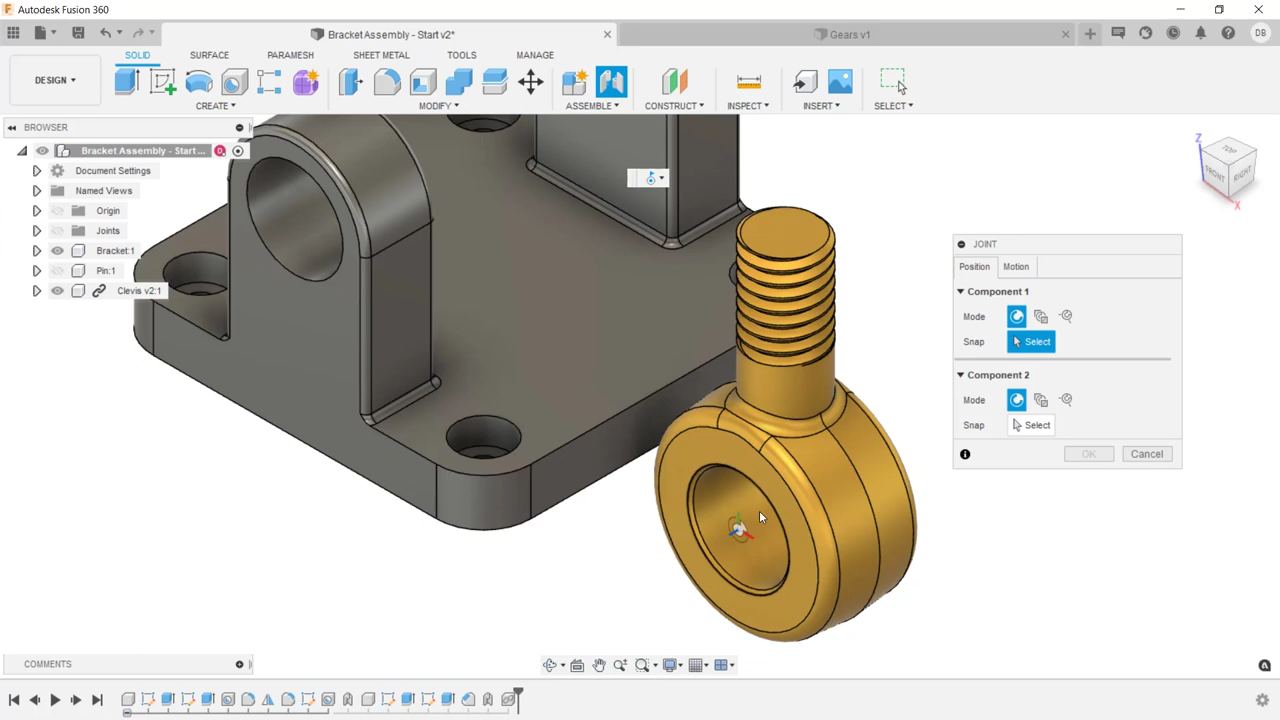 Autodesk Fusion 360
Bracket Assembly - Start v2*
Gears v1
DB
SOLID SURFACE PARAMESH SHEET METAL TOOLS MANAGE
DESIGN
CREATE MODIFY ASSEMBLE CONSTRUCT INSPECT INSERT SELECT
BROWSER
Bracket Assembly - Start ...
Document Settings
Named Views
Origin
Joints
Bracket:1
Pin:1
Clevis v2:1
TOP
FRONT
RIGHT
Z
X
JOINT
Position Motion
Component 1
Mode
Snap Select
Component 2
Mode
Snap Select
OK Cancel
COMMENTS